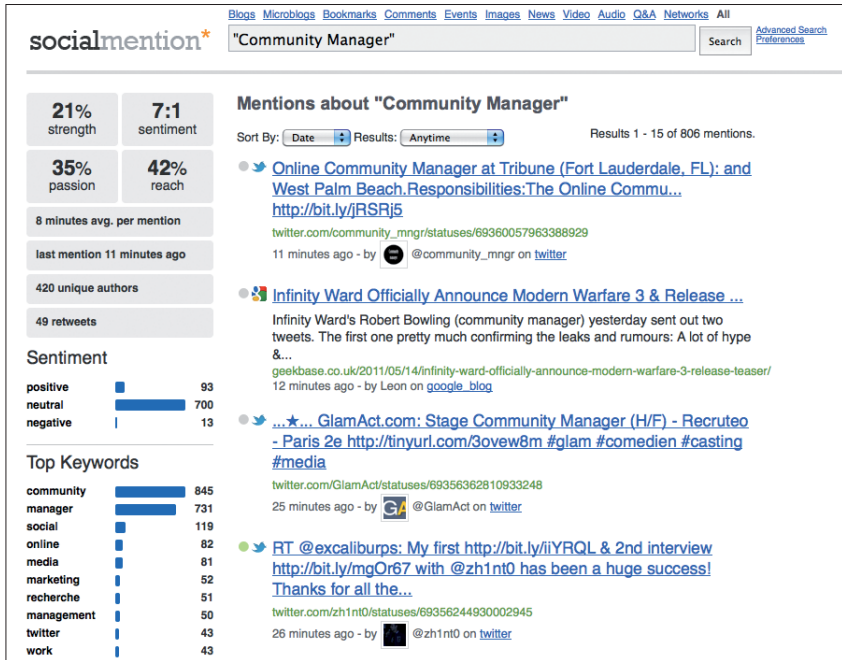 Blogs Microblogs Bookmarks Comments Events Images News Video Audio Q&A Networks All
socialmention*
"Community Manager"
Search
Advanced Search
Preferences
21%
strength
7:1
sentiment
35%
passion
42%
reach
8 minutes avg. per mention
last mention 11 minutes ago
420 unique authors
49 retweets
Sentiment
positive 93
neutral 700
negative 13
Top Keywords
community 845
manager 731
social 119
online 82
media 81
marketing 52
recherche 51
management 50
twitter 43
work 43
Mentions about "Community Manager"
Sort By: Date Results: Anytime
Results 1 - 15 of 806 mentions.
Online Community Manager at Tribune (Fort Lauderdale, FL): and
West Palm Beach.Responsibilities:The Online Commu...
http://bit.ly/jRSRj5
twitter.com/community_mngr/statuses/69360057963388929
11 minutes ago - by @community_mngr on twitter
Infinity Ward Officially Announce Modern Warfare 3 & Release ...
Infinity Ward's Robert Bowling (community manager) yesterday sent out two
tweets. The first one pretty much confirming the leaks and rumours: A lot of hype
&...
geekbase.co.uk/2011/05/14/infinity-ward-officially-announce-modern-warfare-3-release-teaser/
12 minutes ago - by Leon on google_blog
...★... GlamAct.com: Stage Community Manager (H/F) - Recruteo
- Paris 2e http://tinyurl.com/3ovew8m #glam #comedien #casting
#media
twitter.com/GlamAct/statuses/69356362810933248
25 minutes ago - by GA @GlamAct on twitter
RT @excaliburps: My first http://bit.ly/iiYRQL & 2nd interview
http://bit.ly/mgOr67 with @zh1nt0 has been a huge success!
Thanks for all the...
twitter.com/zh1nt0/statuses/69356244930002945
26 minutes ago - by @zh1nt0 on twitter